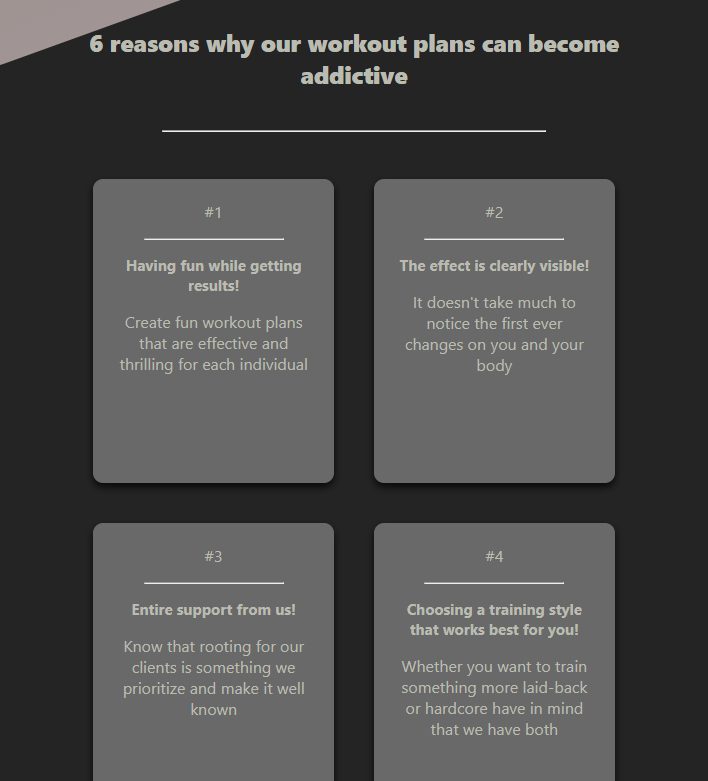 6 reasons why our workout plans can become
addictive
#1
Having fun while getting
results!
Create fun workout plans
that are effective and
thrilling for each individual
#2
The effect is clearly visible!
It doesn't take much to
notice the first ever
changes on you and your
body
#3
Entire support from us!
Know that rooting for our
clients is something we
prioritize and make it well
known
#4
Choosing a training style
that works best for you!
Whether you want to train
something more laid-back
or hardcore have in mind
that we have both